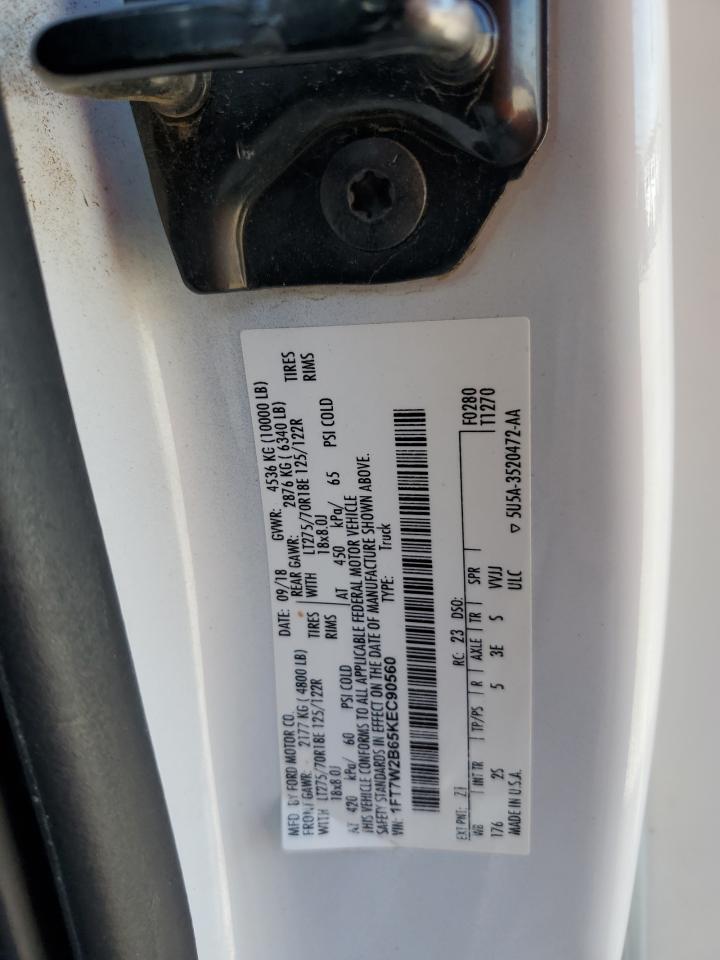 MFD. BY FORD MOTOR CO. DATE: 09/18 GVWR: 4536 KG (10000 LB)
FRONT GAWR: 2177 KG ( 4800 LB) REAR GAWR: 2876 KG ( 6340 LB)
WITH LT275/70R18E 125/122R TIRES WITH LT275/70R18E 125/122R TIRES
18x8.0J RIMS 18x8.0J RIMS
AT 420 kPa/ 60 PSI COLD AT 450 kPa/ 65 PSI COLD
THIS VEHICLE CONFORMS TO ALL APPLICABLE FEDERAL MOTOR VEHICLE
SAFETY STANDARDS IN EFFECT ON THE DATE OF MANUFACTURE SHOWN ABOVE.
VIN: 1FT7W2B65KEC90560 TYPE: Truck
F0280
T1270
EXT PNT: Z1 RC: 23 DSO:
WB INT TR TP/PS R AXLE TR SPR
176 2S 5 3E S VVJJ
MADE IN U.S.A. ULC ▽ 5U5A-3520472-AA